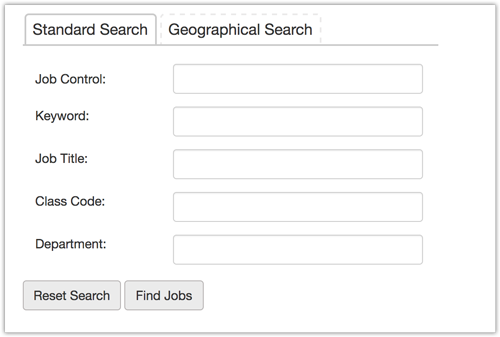 Standard Search Geographical Search
Job Control:
Keyword:
Job Title:
Class Code:
Department:
Reset Search Find Jobs